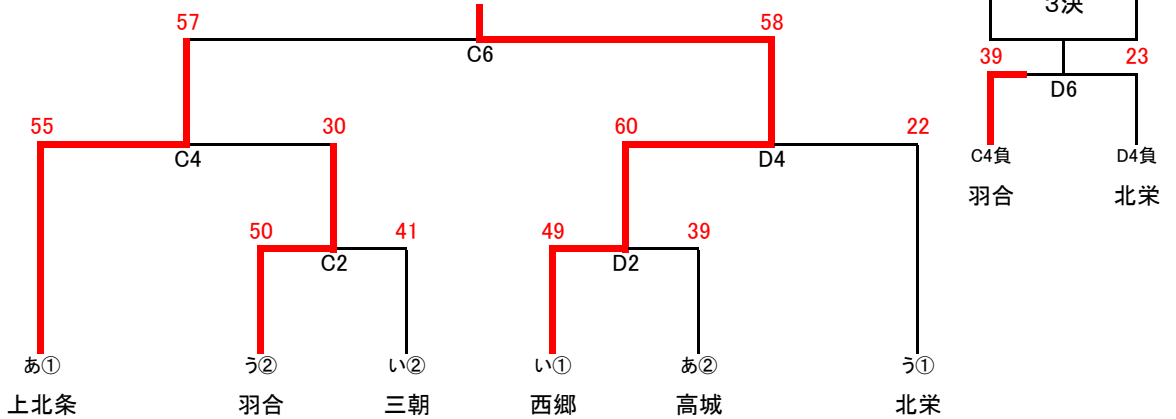 3決
57
58
C6
39
23
D6
55
30
60
22
C4
D4
C4負
D4負
羽合
北栄
50
41
49
39
C2
D2
あ①
う②
い②
い①
あ②
う①
上北条
羽合
三朝
西郷
高城
北栄